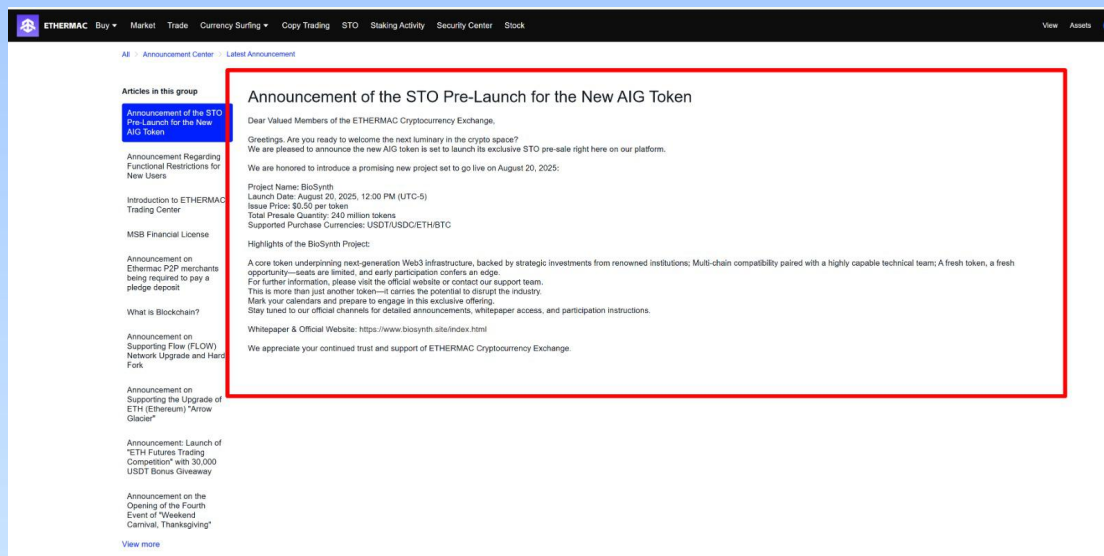 ETHERMAC Buy Market Trade Currency Surfing Copy Trading STO Staking Activity Security Center Stock View Assets
All > Announcement Center > Latest Announcement
Articles in this group
Announcement of the STO
Pre-Launch for the New
AIG Token
Announcement Regarding
Functional Restrictions for
New Users
Introduction to ETHERMAC
Trading Center
MSB Financial License
Announcement on
Ethermac P2P merchants
being required to pay a
pledge deposit
What is Blockchain?
Announcement on
Supporting Flow (FLOW)
Network Upgrade and Hard
Fork
Announcement on
Supporting the Upgrade of
ETH (Ethereum) "Arrow
Glacier"
Announcement: Launch of
"ETH Futures Trading
Competition" with 30,000
USDT Bonus Giveaway
Announcement on the
Opening of the Fourth
Event of "Weekend
Carnival, Thanksgiving"
View more
Announcement of the STO Pre-Launch for the New AIG Token
Dear Valued Members of the ETHERMAC Cryptocurrency Exchange,
Greetings. Are you ready to welcome the next luminary in the crypto space?
We are pleased to announce the new AIG token is set to launch its exclusive STO pre-sale right here on our platform.
We are honored to introduce a promising new project set to go live on August 20, 2025:
Project Name: BioSynth
Launch Date: August 20, 2025, 12:00 PM (UTC-5)
Issue Price: $0.50 per token
Total Presale Quantity: 240 million tokens
Supported Purchase Currencies: USDT/USDC/ETH/BTC
Highlights of the BioSynth Project:
A core token underpinning next-generation Web3 infrastructure, backed by strategic investments from renowned institutions; Multi-chain compatibility paired with a highly capable technical team; A fresh token, a fresh
opportunity—seats are limited, and early participation confers an edge.
For further information, please visit the official website or contact our support team.
This is more than just another token—it carries the potential to disrupt the industry.
Mark your calendars and prepare to engage in this exclusive offering.
Stay tuned to our official channels for detailed announcements, whitepaper access, and participation instructions.
Whitepaper & Official Website: https://www.biosynth.site/index.html
We appreciate your continued trust and support of ETHERMAC Cryptocurrency Exchange.